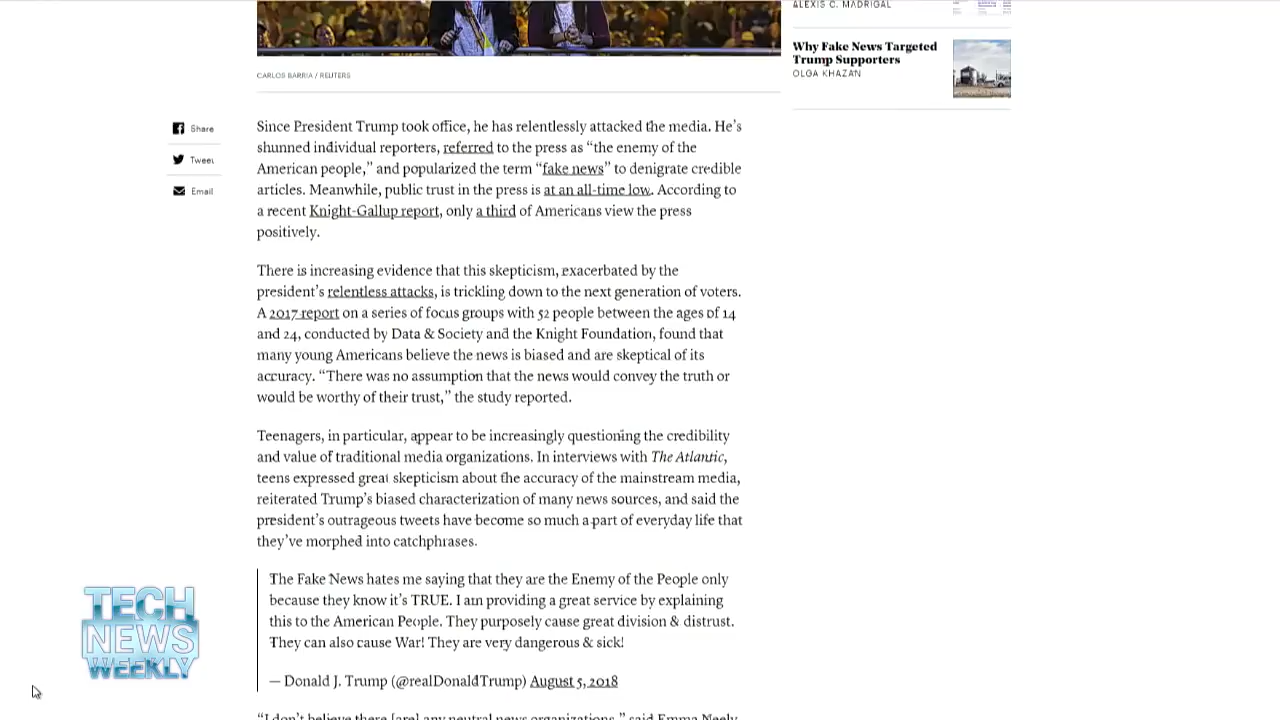 ALEXIS C. MADRIGAL
Why Fake News Targeted
Trump Supporters
OLGA KHAZAN
CARLOS BARRIA / REUTERS
Share
Tweet
Email
Since President Trump took office, he has relentlessly attacked the media. He's
shunned individual reporters, referred to the press as “the enemy of the
American people,” and popularized the term “fake news” to denigrate credible
articles. Meanwhile, public trust in the press is at an all-time low. According to
a recent Knight-Gallup report, only a third of Americans view the press
positively.
There is increasing evidence that this skepticism, exacerbated by the
president's relentless attacks, is trickling down to the next generation of voters.
A 2017 report on a series of focus groups with 52 people between the ages of 14
and 24, conducted by Data & Society and the Knight Foundation, found that
many young Americans believe the news is biased and are skeptical of its
accuracy. “There was no assumption that the news would convey the truth or
would be worthy of their trust,” the study reported.
Teenagers, in particular, appear to be increasingly questioning the credibility
and value of traditional media organizations. In interviews with The Atlantic,
teens expressed great skepticism about the accuracy of the mainstream media,
reiterated Trump's biased characterization of many news sources, and said the
president's outrageous tweets have become so much a part of everyday life that
they've morphed into catchphrases.
The Fake News hates me saying that they are the Enemy of the People only
because they know it's TRUE. I am providing a great service by explaining
this to the American People. They purposely cause great division & distrust.
They can also cause War! They are very dangerous & sick!
— Donald J. Trump (@realDonaldTrump) August 5, 2018
“I don't believe there [are] any neutral news organizations,” said Emma Neely,
TECH
NEWS
WEEKLY